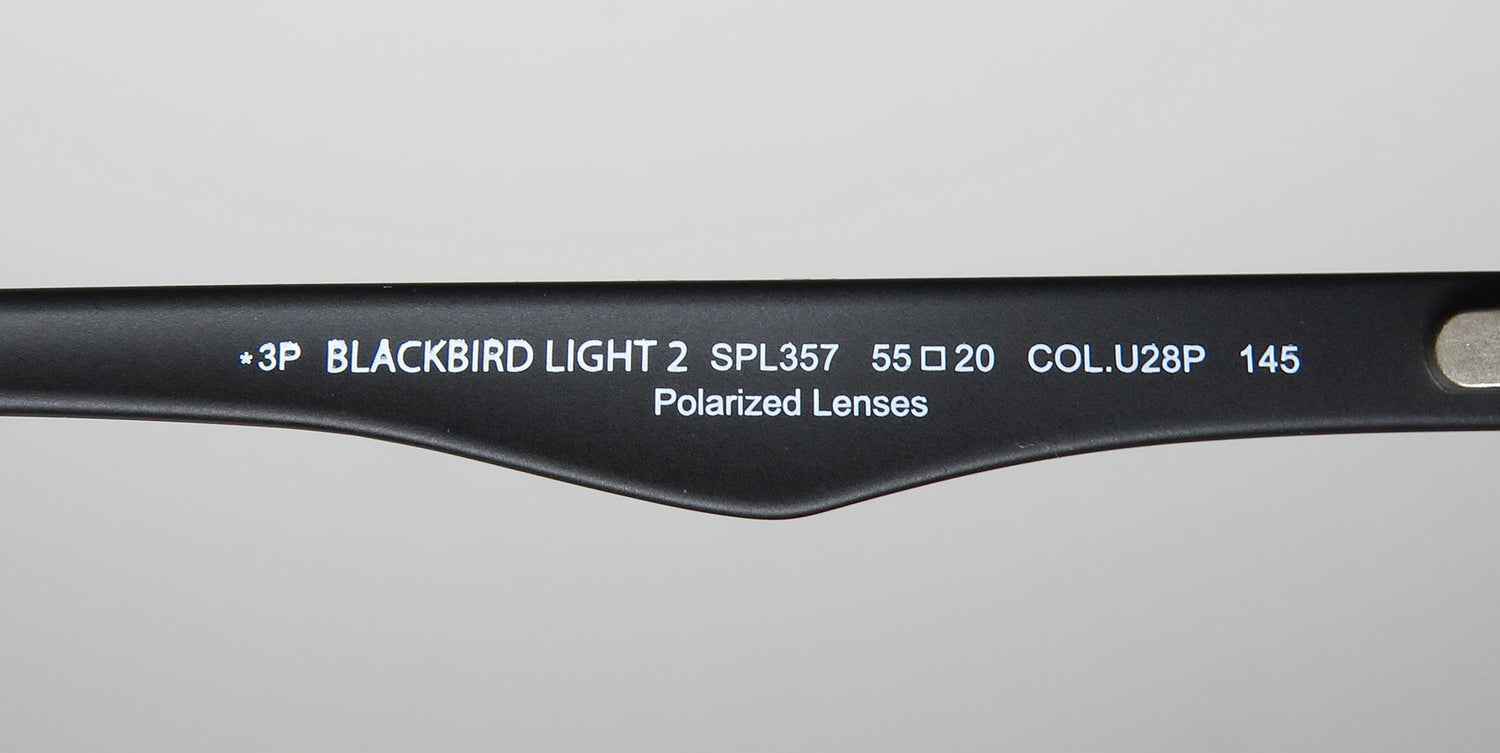 *3P BLACKBIRD LIGHT 2 SPL357 55□20 COL.U28P 145
Polarized Lenses